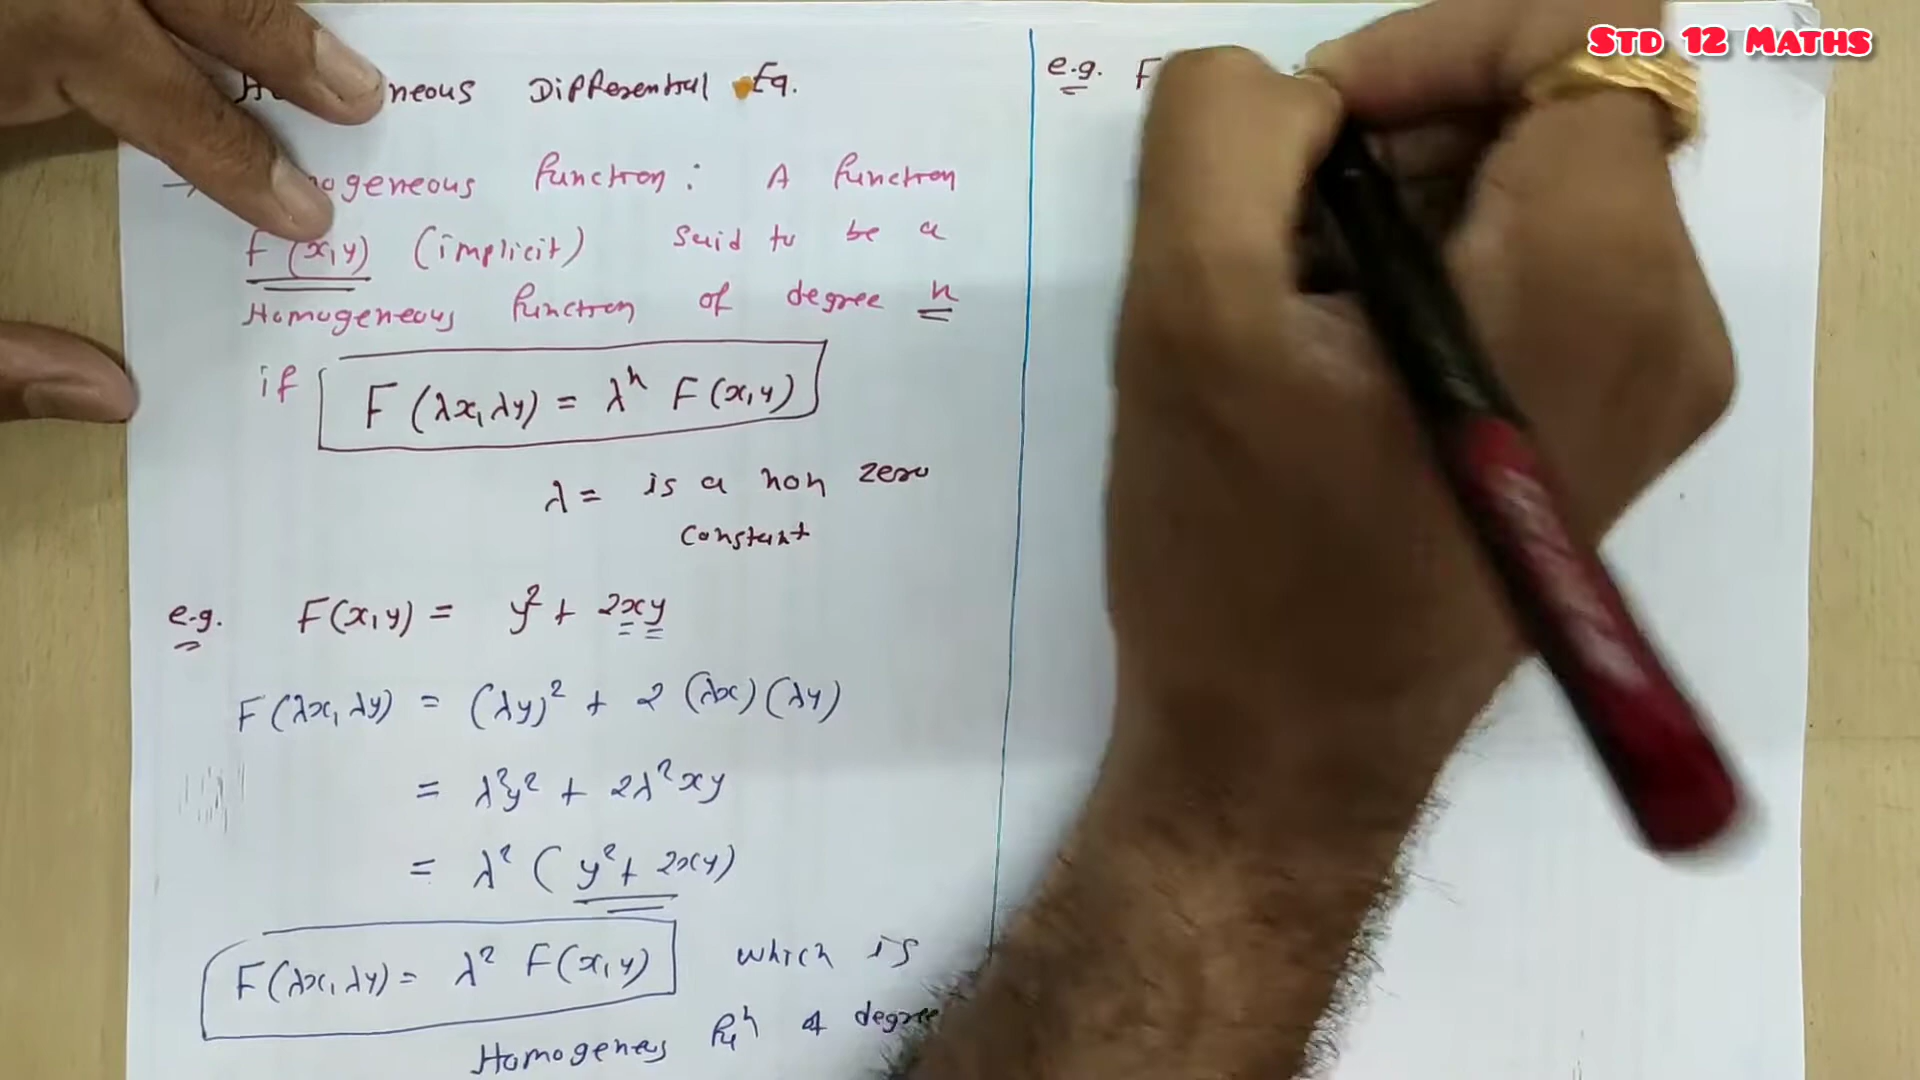 neous Differential Eq.
→ ogeneous function : A function
F (x,y) (implicit) said to be a
Homogeneous function of degree n
if F (λx, λy) = λⁿ F (x,y)
λ = is a non zero
constant
e.g. F(x,y) = y² + 2xy
F(λx, λy) = (λy)² + 2 (λx)(λy)
= λ²y² + 2λ²xy
= λ² ( y² + 2xy)
F(λx, λy) = λ² F(x,y) which is
Homogeneous fⁿ of degree
e.g. F
Std 12 Maths